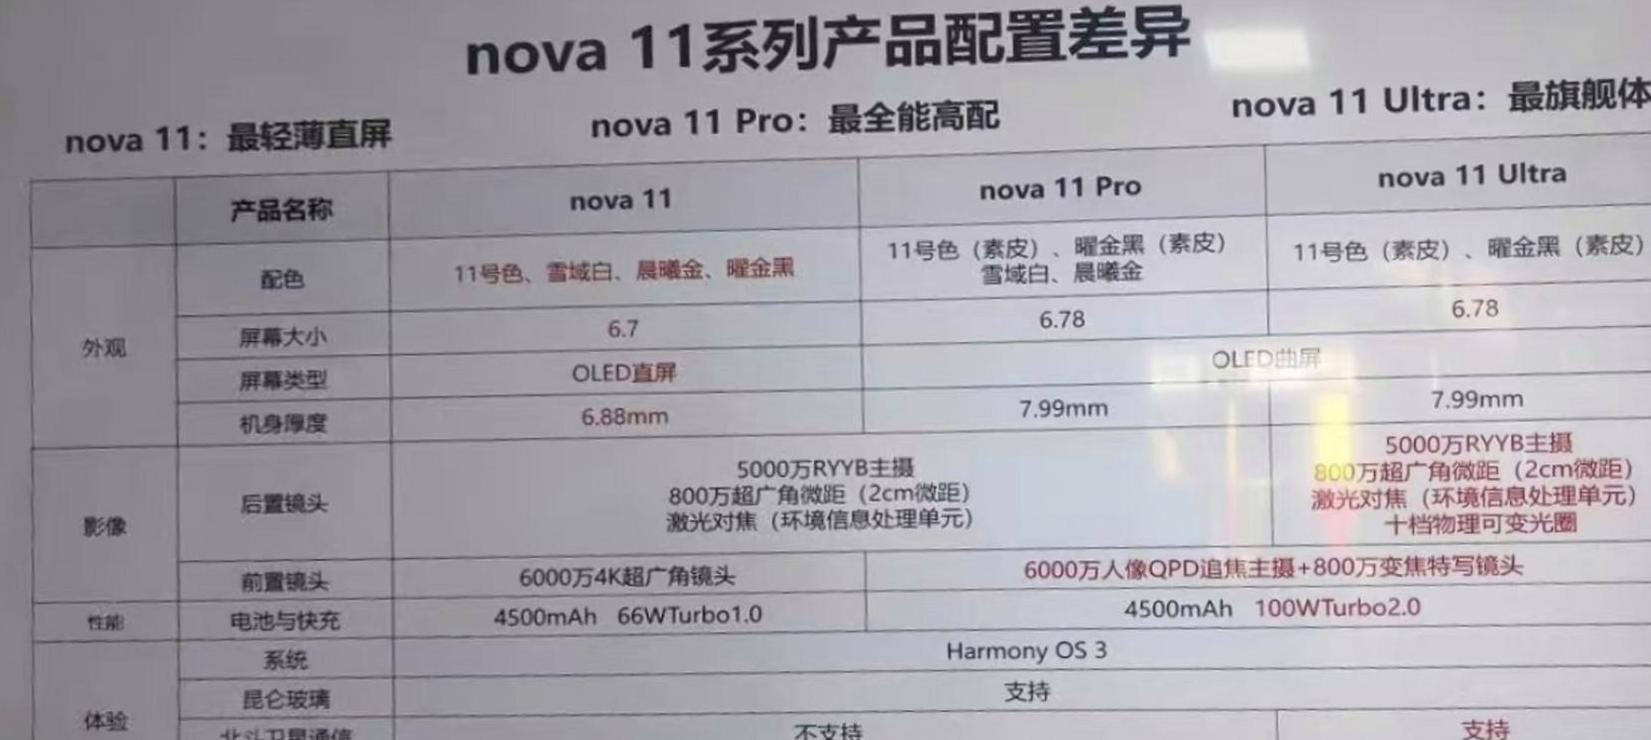 nova 11系列产品配置差异
nova 11：最轻薄直屏 nova 11 Pro：最全能高配 nova 11 Ultra：最旗舰体
产品名称 nova 11 nova 11 Pro nova 11 Ultra
外观
配色 11号色、雪域白、晨曦金、曜金黑 11号色（素皮）、曜金黑（素皮） 11号色（素皮）、曜金黑（素皮）
雪域白、晨曦金
屏幕大小 6.7 6.78 6.78
屏幕类型 OLED直屏 OLED曲屏
机身厚度 6.88mm 7.99mm 7.99mm
影像
后置镜头
5000万RYYB主摄
800万超广角微距（2cm微距）
激光对焦（环境信息处理单元）
5000万RYYB主摄
800万超广角微距（2cm微距）
激光对焦（环境信息处理单元）
十档物理可变光圈
前置镜头 6000万4K超广角镜头 6000万人像QPD追焦主摄+800万变焦特写镜头
性能 电池与快充 4500mAh 66WTurbo1.0 4500mAh 100WTurbo2.0
体验
系统 Harmony OS 3
昆仑玻璃 支持
北斗卫星通信 不支持 支持